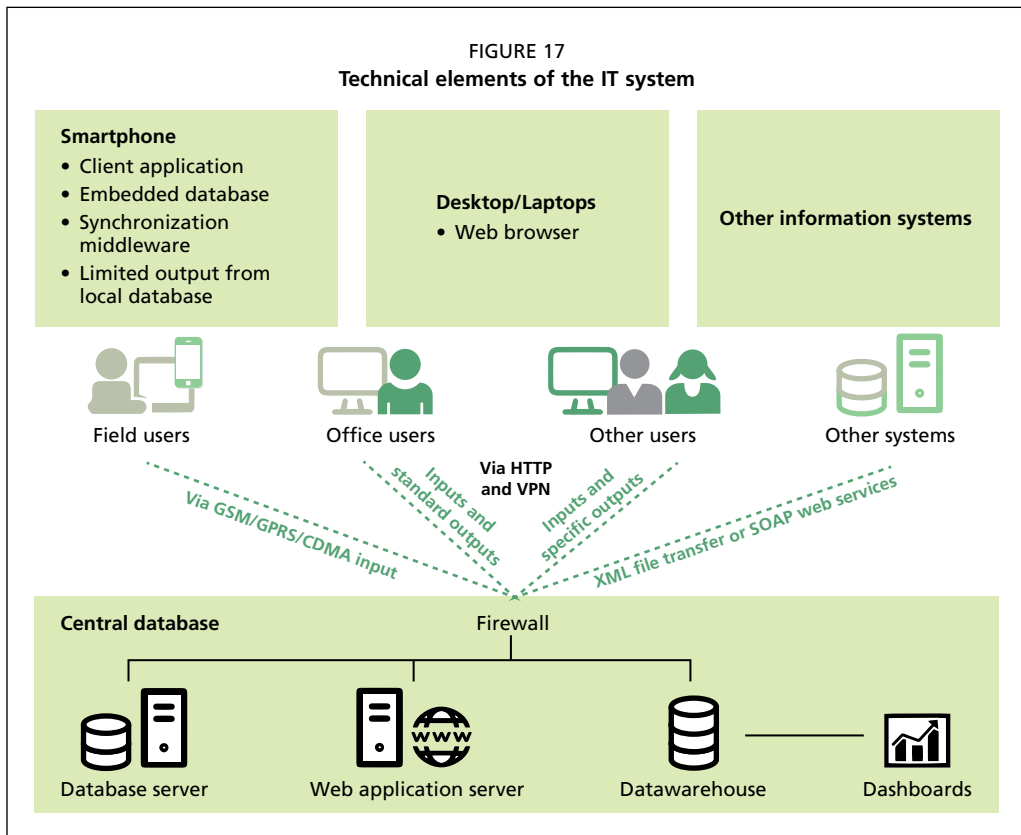 FIGURE 17
Technical elements of the IT system
Smartphone
• Client application
• Embedded database
• Synchronization
middleware
• Limited output from
local database
Desktop/Laptops
• Web browser
Other information systems
Field users
Office users
Other users
Other systems
Via GSM/GPRS/CDMA input
Inputs and
standard outputs
Via HTTP
and VPN
Inputs and
specific outputs
XML file transfer or SOAP web services
Central database
Firewall
www
Database server
Web application server
Datawarehouse
Dashboards